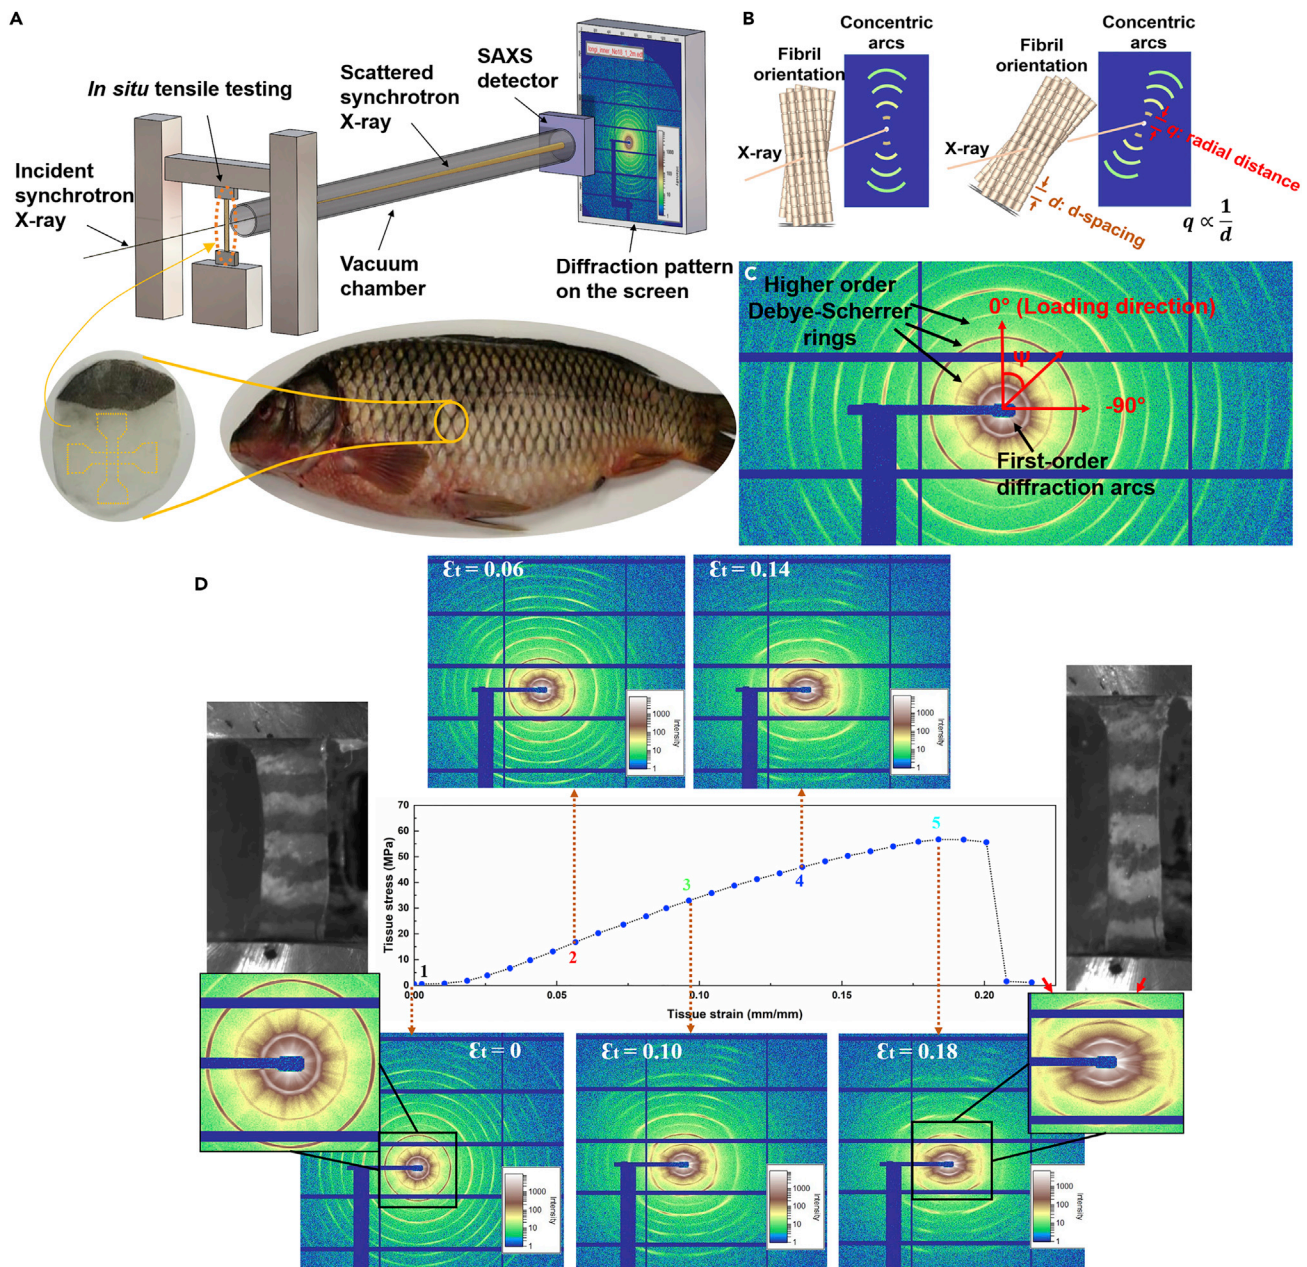 A
In situ tensile testing
Incident
synchrotron
X-ray
Scattered
synchrotron
X-ray
SAXS
detector
Vacuum
chamber
Diffraction pattern
on the screen
B
Fibril
orientation
Concentric
arcs
X-ray
Fibril
orientation
Concentric
arcs
X-ray
q: radial distance
d: d-spacing
q ∝ 1/d
C
Higher order
Debye-Scherrer
rings
0° (Loading direction)
Ψ
-90°
First-order
diffraction arcs
D
Ɛt = 0.06
1000
100
10
1
Intensity
Ɛt = 0.14
1000
100
10
1
Intensity
Tissue stress (MPa)
70
60
50
40
30
20
10
0
1
2
3
4
5
0.00
0.05
0.10
0.15
0.20
Tissue strain (mm/mm)
Ɛt = 0
1000
100
10
1
Intensity
Ɛt = 0.10
1000
100
10
1
Intensity
Ɛt = 0.18
1000
100
10
1
Intensity